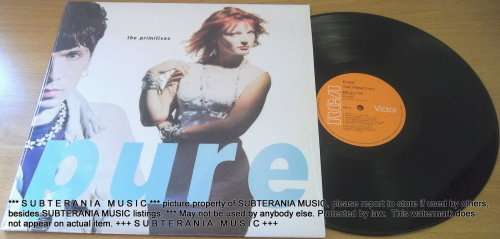 the primitives
pure
RCA
Victor
*** S U B T E R A N I A   M U S I C *** picture property of SUBTERANIA MUSIC, please report to store if used by others,
besides SUBTERANIA MUSIC listings. *** May not be used by anybody else. Protected by law. This watermark does
not appear on actual item. +++ S U B T E R A N I A   M U S I C +++